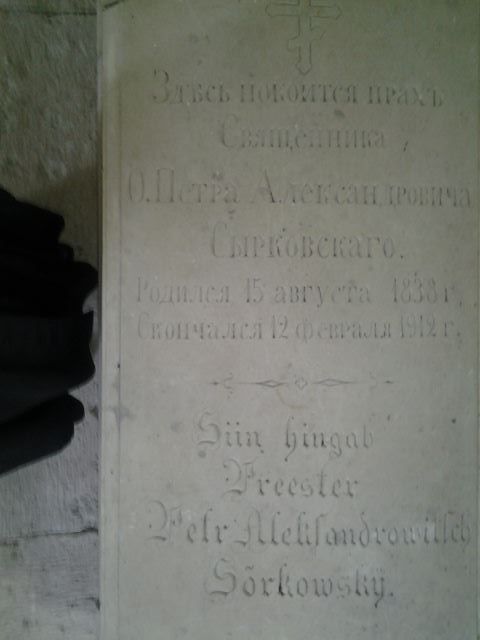 Здѣсь покоится прахъ
Священника
О. Петра Александровича
Сырковскаго.
Родился 15 августа 1838 г.
Скончался 12 февраля 1912 г.
Siin hingab
Preester
Petr Alekſandrowitſch
Sõrkowsky.